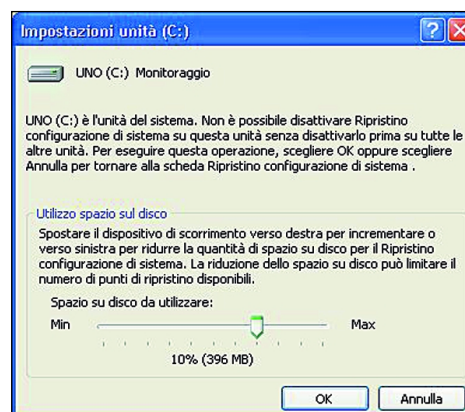 Impostazioni unità (C:)
UNO (C:) Monitoraggio
UNO (C:) è l'unità del sistema. Non è possibile disattivare Ripristino
configurazione di sistema su questa unità senza disattivarlo prima su tutte le
altre unità. Per eseguire questa operazione, scegliere OK oppure scegliere
Annulla per tornare alla scheda Ripristino configurazione di sistema .
Utilizzo spazio sul disco
Spostare il dispositivo di scorrimento verso destra per incrementare o
verso sinistra per ridurre la quantità di spazio su disco per il Ripristino
configurazione di sistema. La riduzione dello spazio su disco può limitare il
numero di punti di ripristino disponibili.
Spazio su disco da utilizzare:
Min Max
10% (396 MB)
OK Annulla